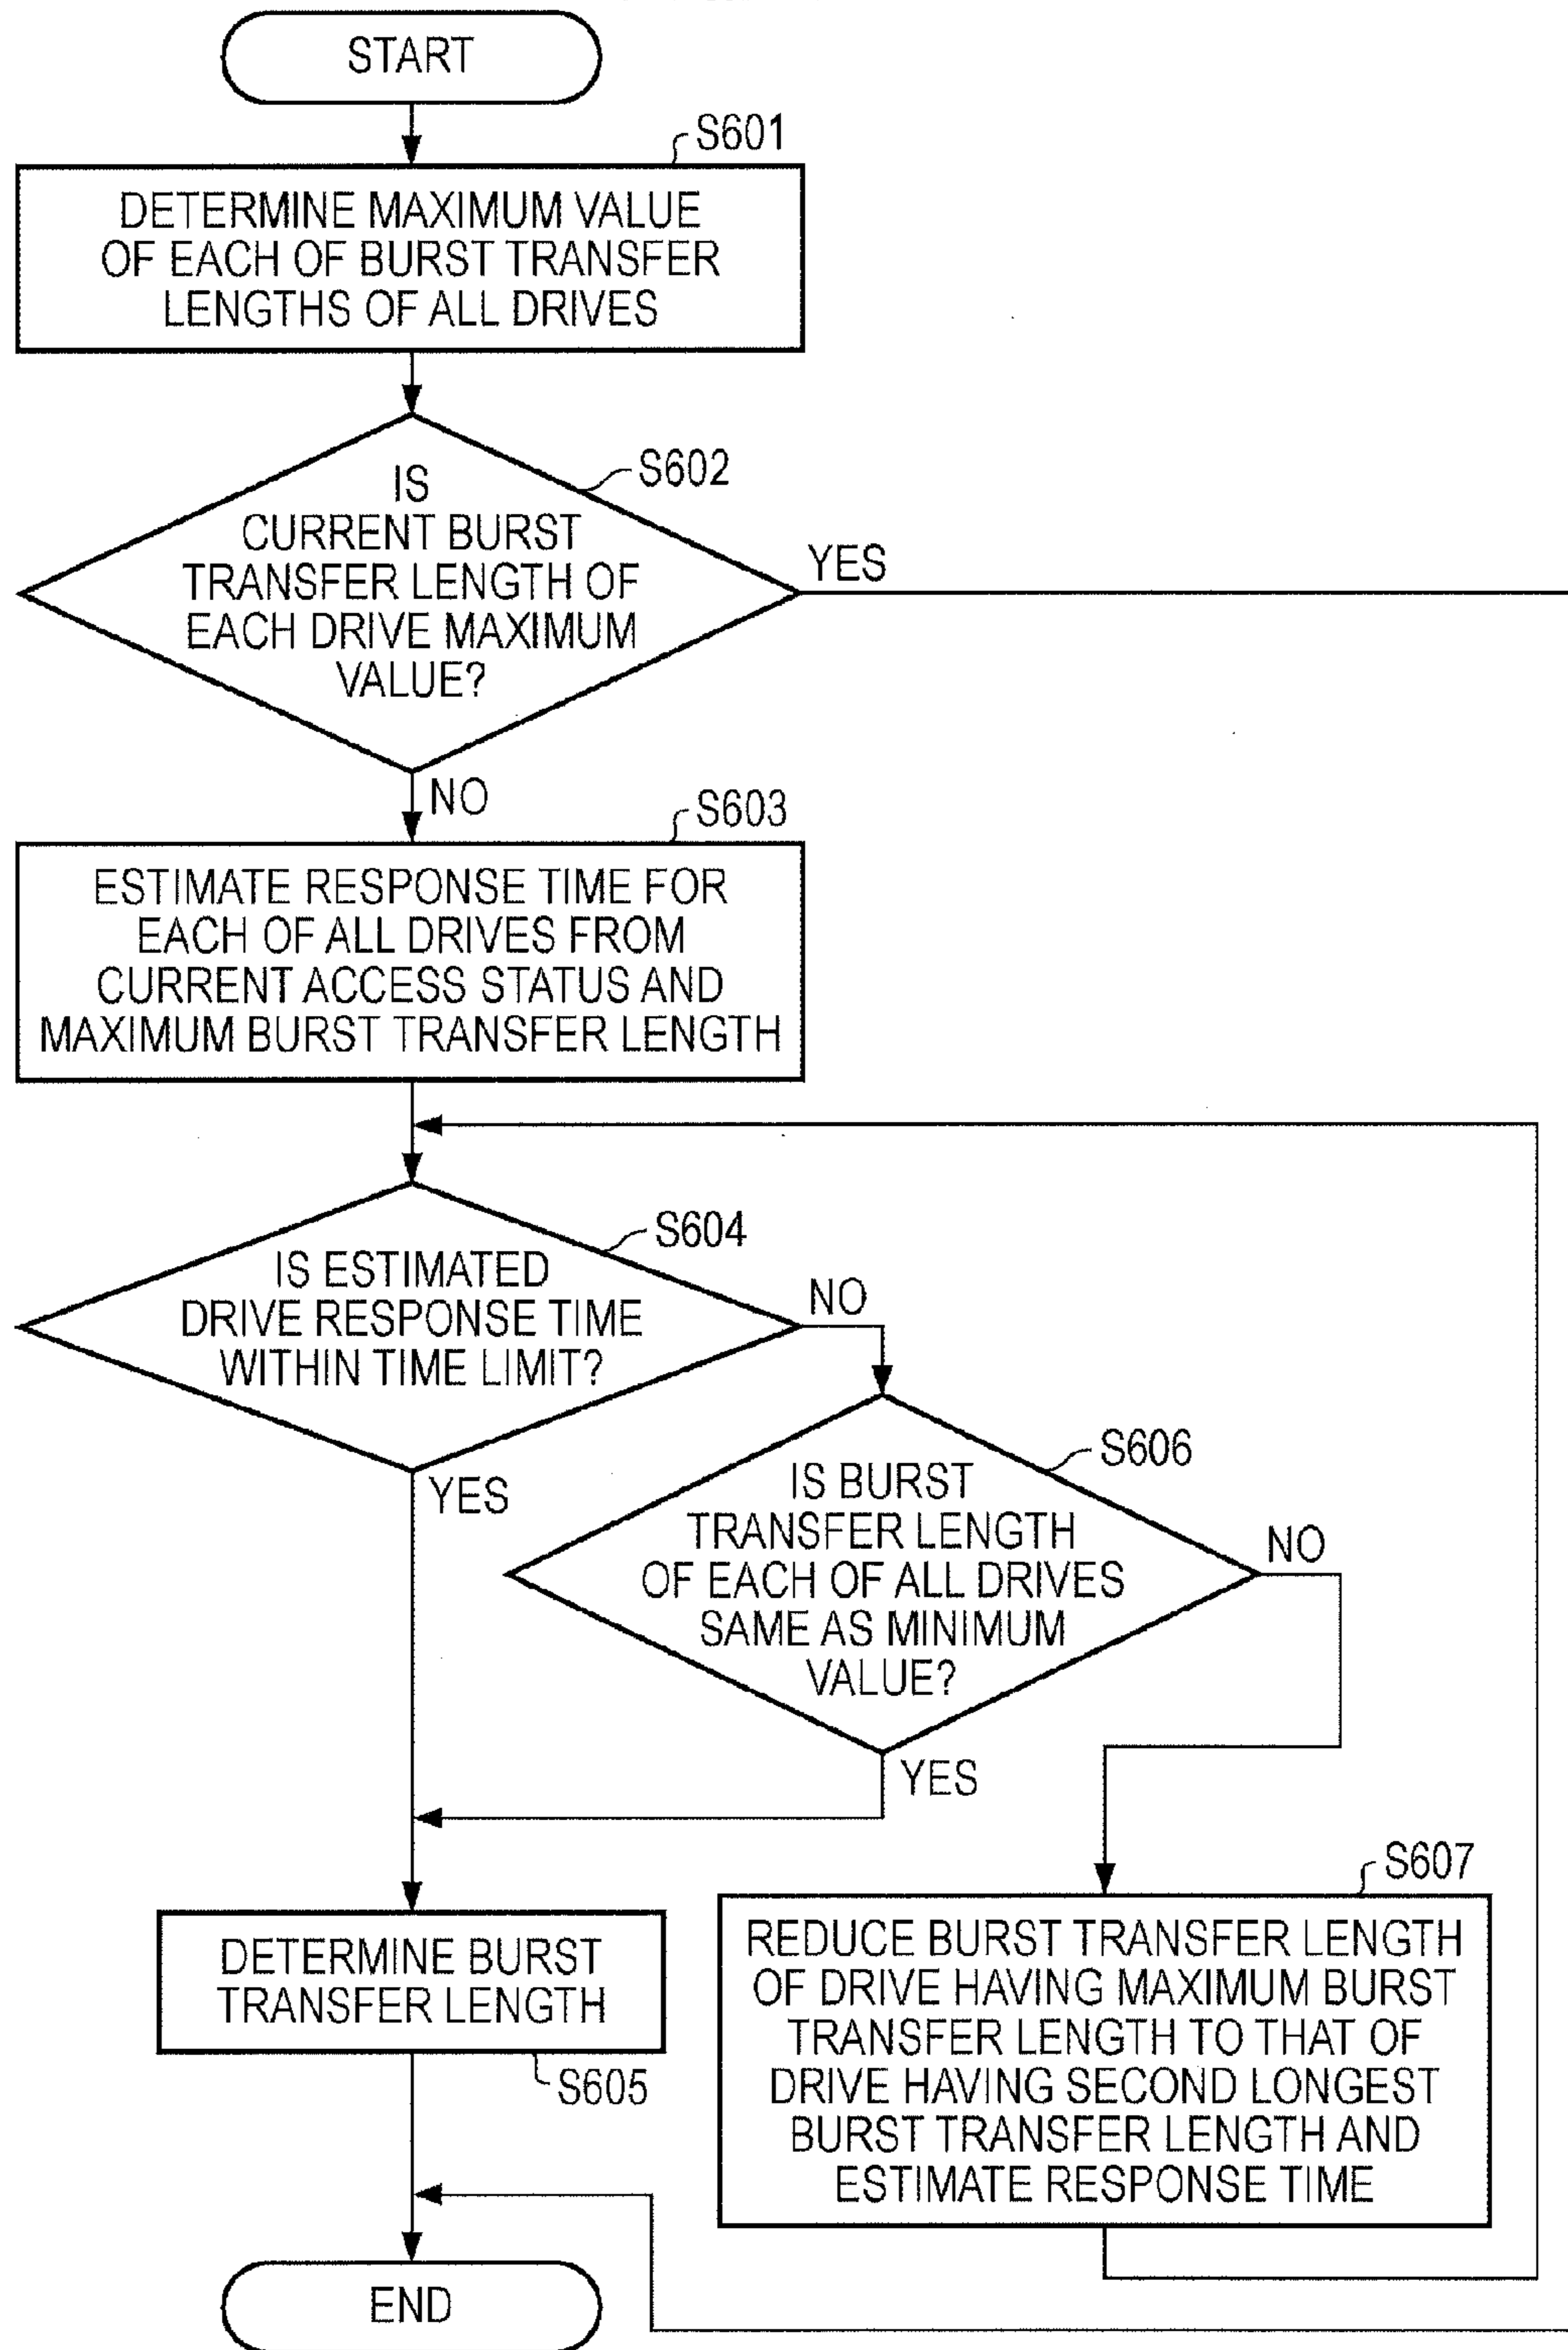 START
S601
DETERMINE MAXIMUM VALUE
OF EACH OF BURST TRANSFER
LENGTHS OF ALL DRIVES
S602
IS
CURRENT BURST
TRANSFER LENGTH OF
EACH DRIVE MAXIMUM
VALUE?
YES
NO
S603
ESTIMATE RESPONSE TIME FOR
EACH OF ALL DRIVES FROM
CURRENT ACCESS STATUS AND
MAXIMUM BURST TRANSFER LENGTH
S604
IS ESTIMATED
DRIVE RESPONSE TIME
WITHIN TIME LIMIT?
NO
YES
S606
IS BURST
TRANSFER LENGTH
OF EACH OF ALL DRIVES
SAME AS MINIMUM
VALUE?
NO
YES
S607
REDUCE BURST TRANSFER LENGTH
OF DRIVE HAVING MAXIMUM BURST
TRANSFER LENGTH TO THAT OF
DRIVE HAVING SECOND LONGEST
BURST TRANSFER LENGTH AND
ESTIMATE RESPONSE TIME
DETERMINE BURST
TRANSFER LENGTH
S605
END